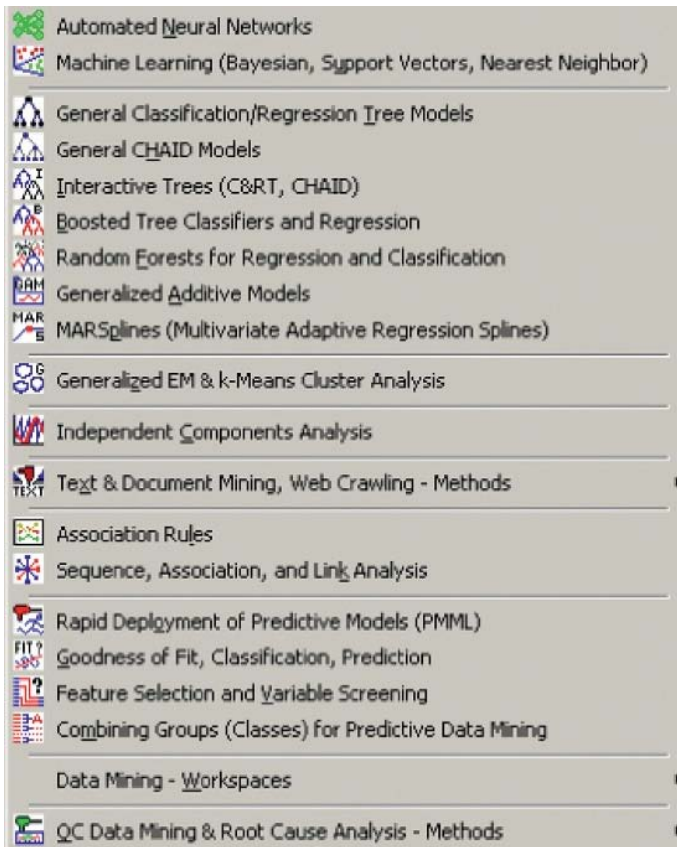 Automated Neural Networks
Machine Learning (Bayesian, Support Vectors, Nearest Neighbor)
General Classification/Regression Tree Models
General CHAID Models
I
Interactive Trees (C&RT, CHAID)
B
Boosted Tree Classifiers and Regression
Random Forests for Regression and Classification
GAM
Generalized Additive Models
MAR
S
MARSplines (Multivariate Adaptive Regression Splines)
G
Generalized EM & k-Means Cluster Analysis
Independent Components Analysis
TEXT
Text & Document Mining, Web Crawling - Methods
Association Rules
Sequence, Association, and Link Analysis
Rapid Deployment of Predictive Models (PMML)
FIT?
Goodness of Fit, Classification, Prediction
?
Feature Selection and Variable Screening
A
Combining Groups (Classes) for Predictive Data Mining
Data Mining - Workspaces
QC Data Mining & Root Cause Analysis - Methods